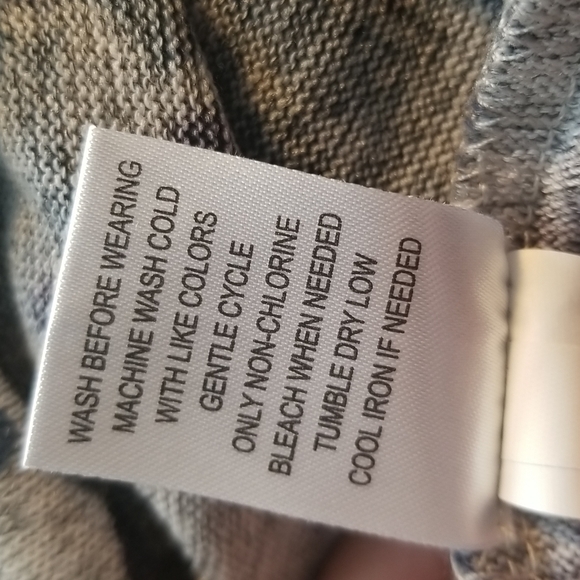 WASH BEFORE WEARING
MACHINE WASH COLD
WITH LIKE COLORS
GENTLE CYCLE
ONLY NON-CHLORINE
BLEACH WHEN NEEDED
TUMBLE DRY LOW
COOL IRON IF NEEDED